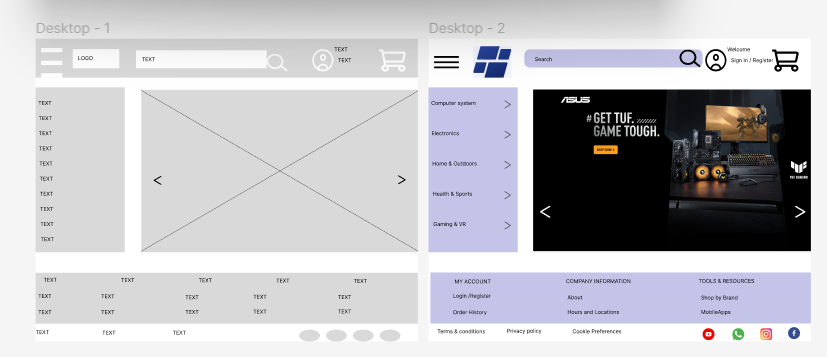 Desktop - 1
LOGO
TEXT
TEXT
TEXT
TEXT
TEXT
TEXT
TEXT
TEXT
TEXT
TEXT
TEXT
TEXT
TEXT
<
>
TEXT TEXT TEXT TEXT TEXT
TEXT TEXT TEXT TEXT TEXT
TEXT TEXT TEXT TEXT TEXT
TEXT TEXT TEXT
Desktop - 2
Search
Welcome
Sign In / Register
Computer system >
Electronics >
Home & Outdoors >
Health & Sports >
Gaming & VR >
ASUS
# GET TUF.
GAME TOUGH.
SHOP NOW >
TUF GAMING
<
>
MY ACCOUNT COMPANY INFORMATION TOOLS & RESOURCES
Login /Register About Shop by Brand
Order History Hours and Locations MobileApps
Terms & conditions Privacy policy Cookie Preferences